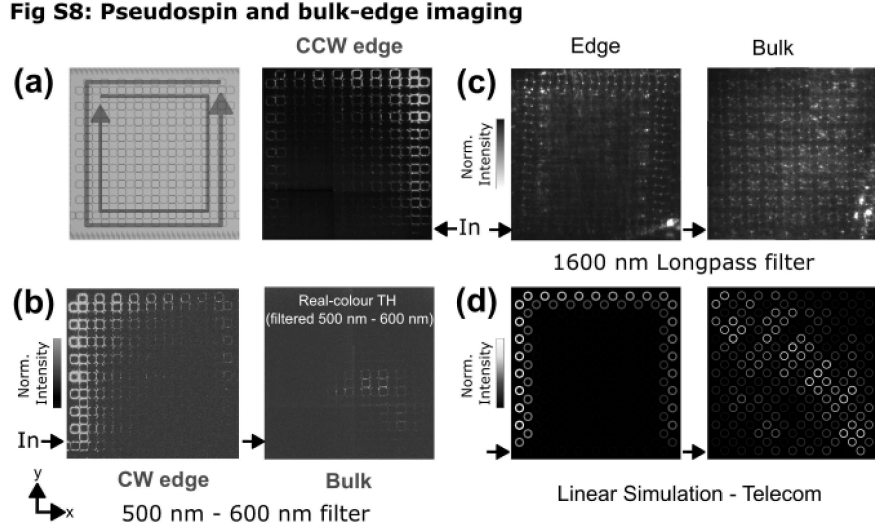 Fig S8: Pseudospin and bulk-edge imaging
CCW edge
Edge
Bulk
(a)
(c)
Norm.
Intensity
In
1600 nm Longpass filter
(b)
Real-colour TH
(filtered 500 nm - 600 nm)
(d)
Norm.
Intensity
Norm.
Intensity
In
CW edge
Bulk
y
x
500 nm - 600 nm filter
Linear Simulation - Telecom